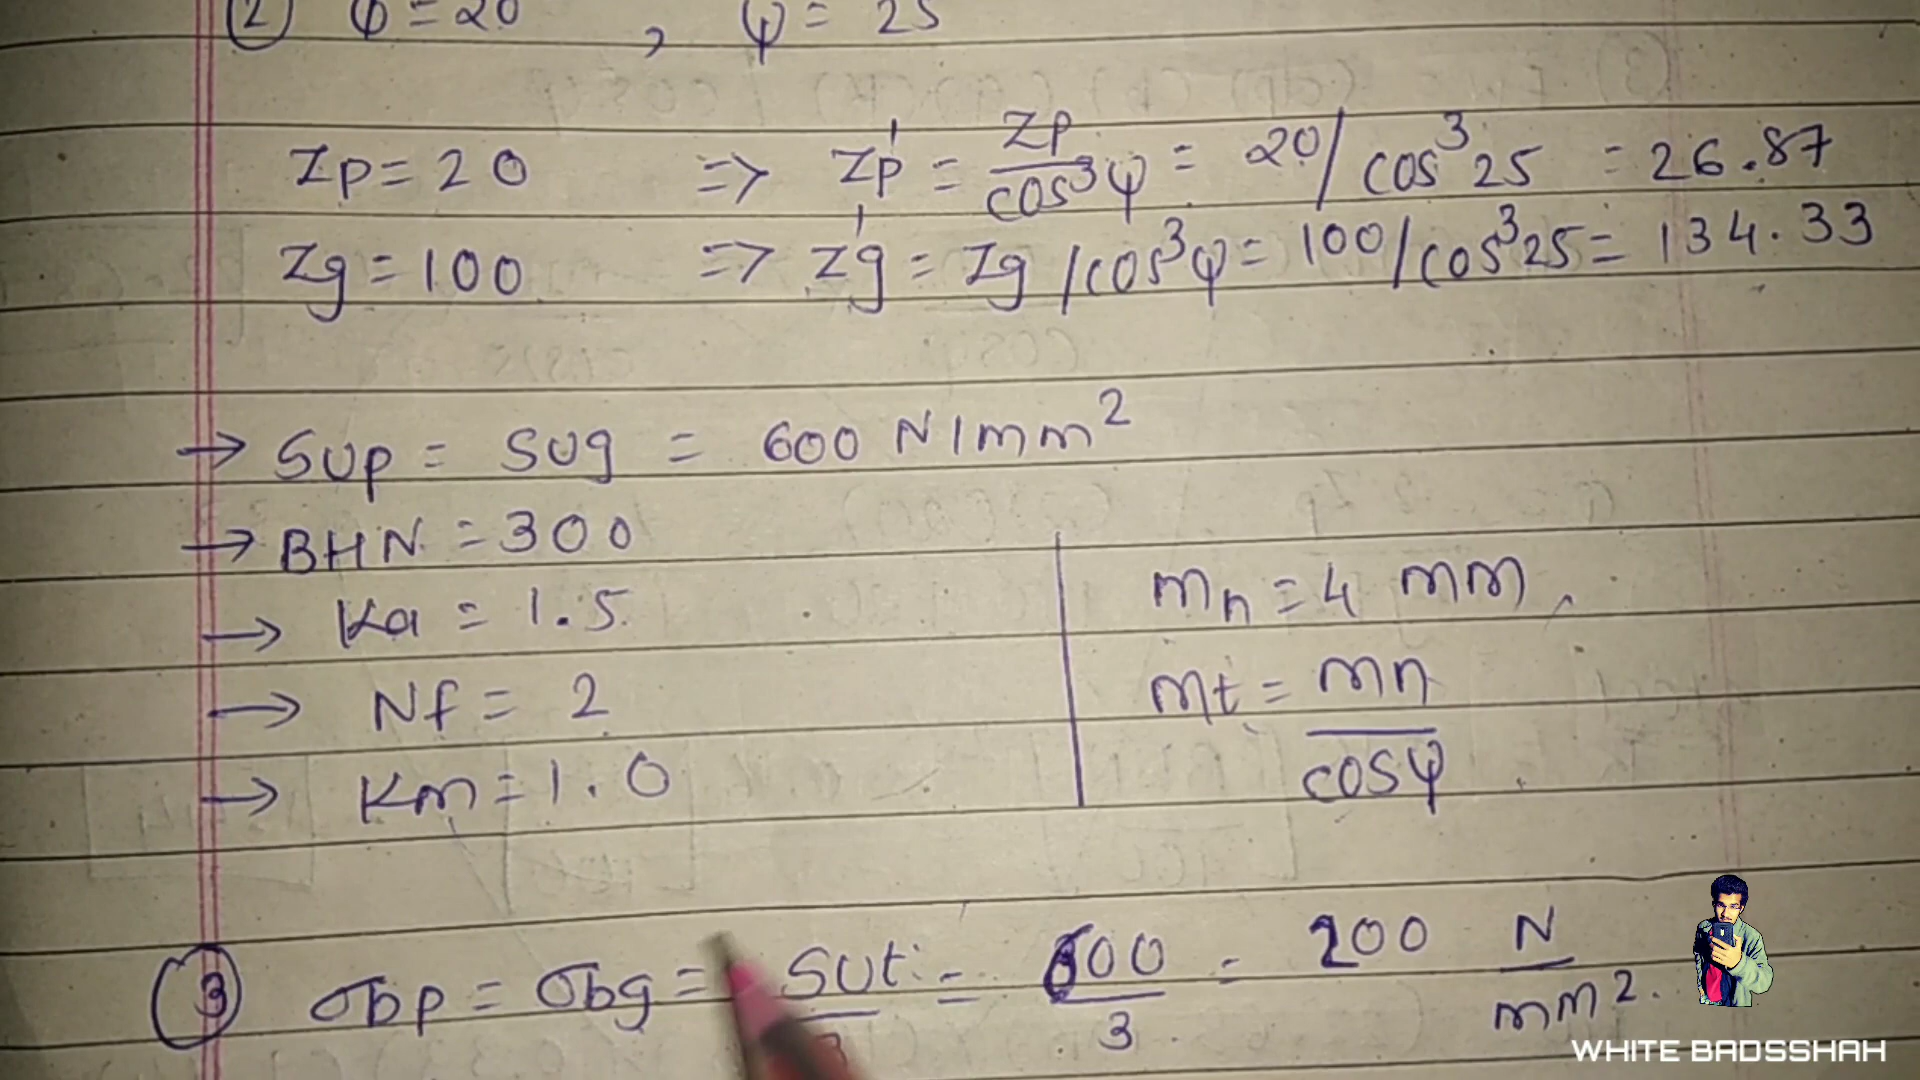 ② φ = 20 , ψ = 25
Zp = 20 => Zp' = Zp / cos³ψ = 20 / cos³25 = 26.87
Zg = 100 => Zg' = Zg / cos³ψ = 100 / cos³25 = 134.33
→ Sup = Sug = 600 N/mm²
→ BHN = 300
→ Ka = 1.5
→ Nf = 2
→ Km = 1.0
mn = 4 mm.
mt = mn / cosψ
③ σbp = σbg = Sut / 3 = 600 / 3 = 200 N / mm².
WHITE BADSSHAH